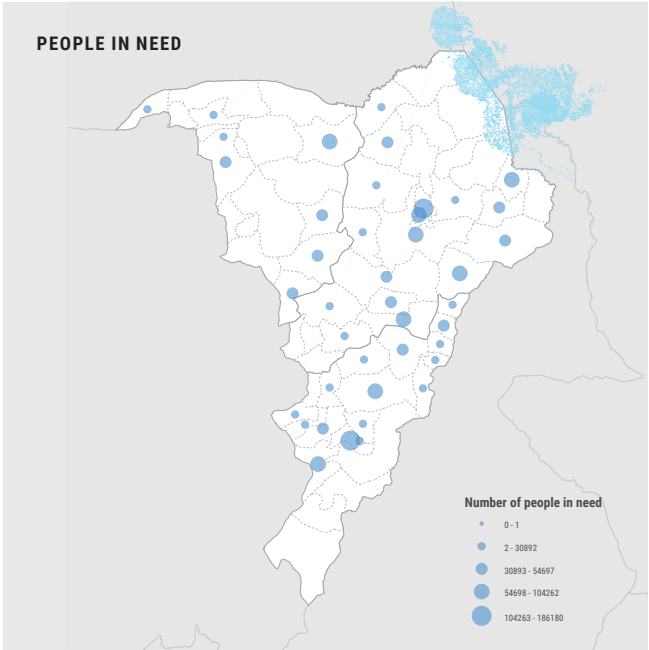 PEOPLE IN NEED
Number of people in need
0 - 1
2 - 30892
30893 - 54697
54698 - 104262
104263 - 186180